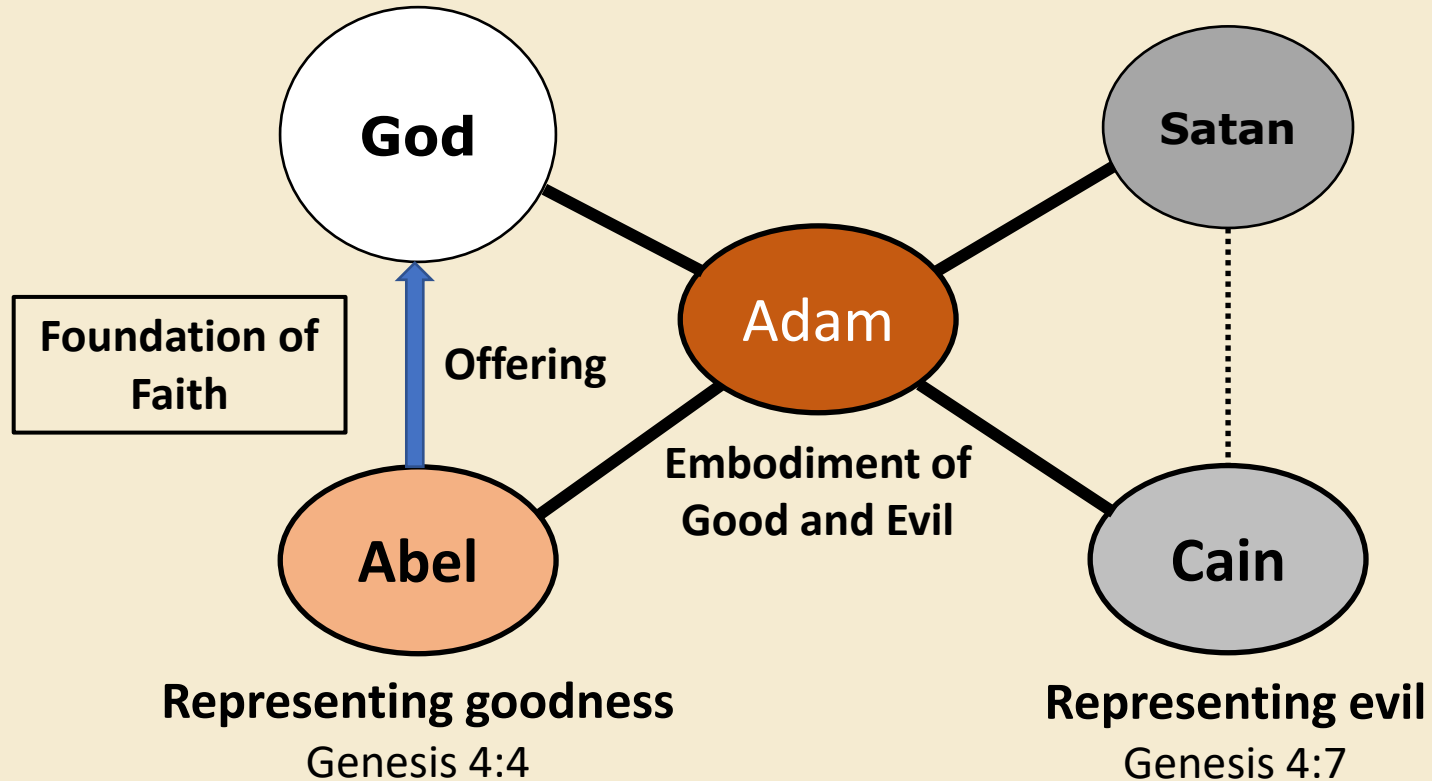 God
Satan
Adam
Foundation of
Faith
Offering
Embodiment of
Good and Evil
Abel
Cain
Representing goodness
Genesis 4:4
Representing evil
Genesis 4:7